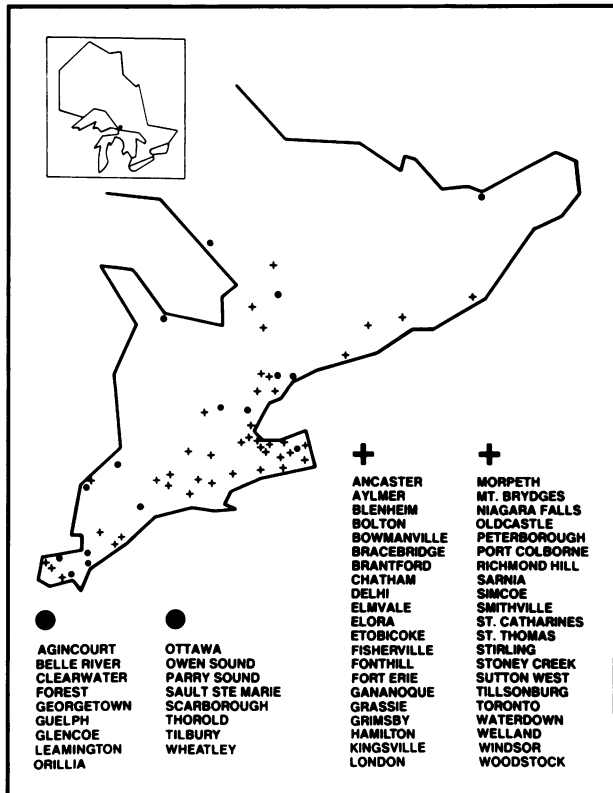 AGINCOURT
BELLE RIVER
CLEARWATER
FOREST
GEORGETOWN
GUELPH
GLENCOE
LEAMINGTON
ORILLIA
OTTAWA
OWEN SOUND
PARRY SOUND
SAULT STE MARIE
SCARBOROUGH
THOROLD
TILBURY
WHEATLEY
ANCASTER
AYLMER
BLENHEIM
BOLTON
BOWMANVILLE
BRACEBRIDGE
BRANTFORD
CHATHAM
DELHI
ELMVALE
ELORA
ETOBICOKE
FISHERVILLE
FONTHILL
FORT ERIE
GANANOQUE
GRASSIE
GRIMSBY
HAMILTON
KINGSVILLE
LONDON
MORPETH
MT. BRYDGES
NIAGARA FALLS
OLDCASTLE
PETERBOROUGH
PORT COLBORNE
RICHMOND HILL
SARNIA
SIMCOE
SMITHVILLE
ST. CATHARINES
ST. THOMAS
STIRLING
STONEY CREEK
SUTTON WEST
TILLSONBURG
TORONTO
WATERDOWN
WELLAND
WINDSOR
WOODSTOCK